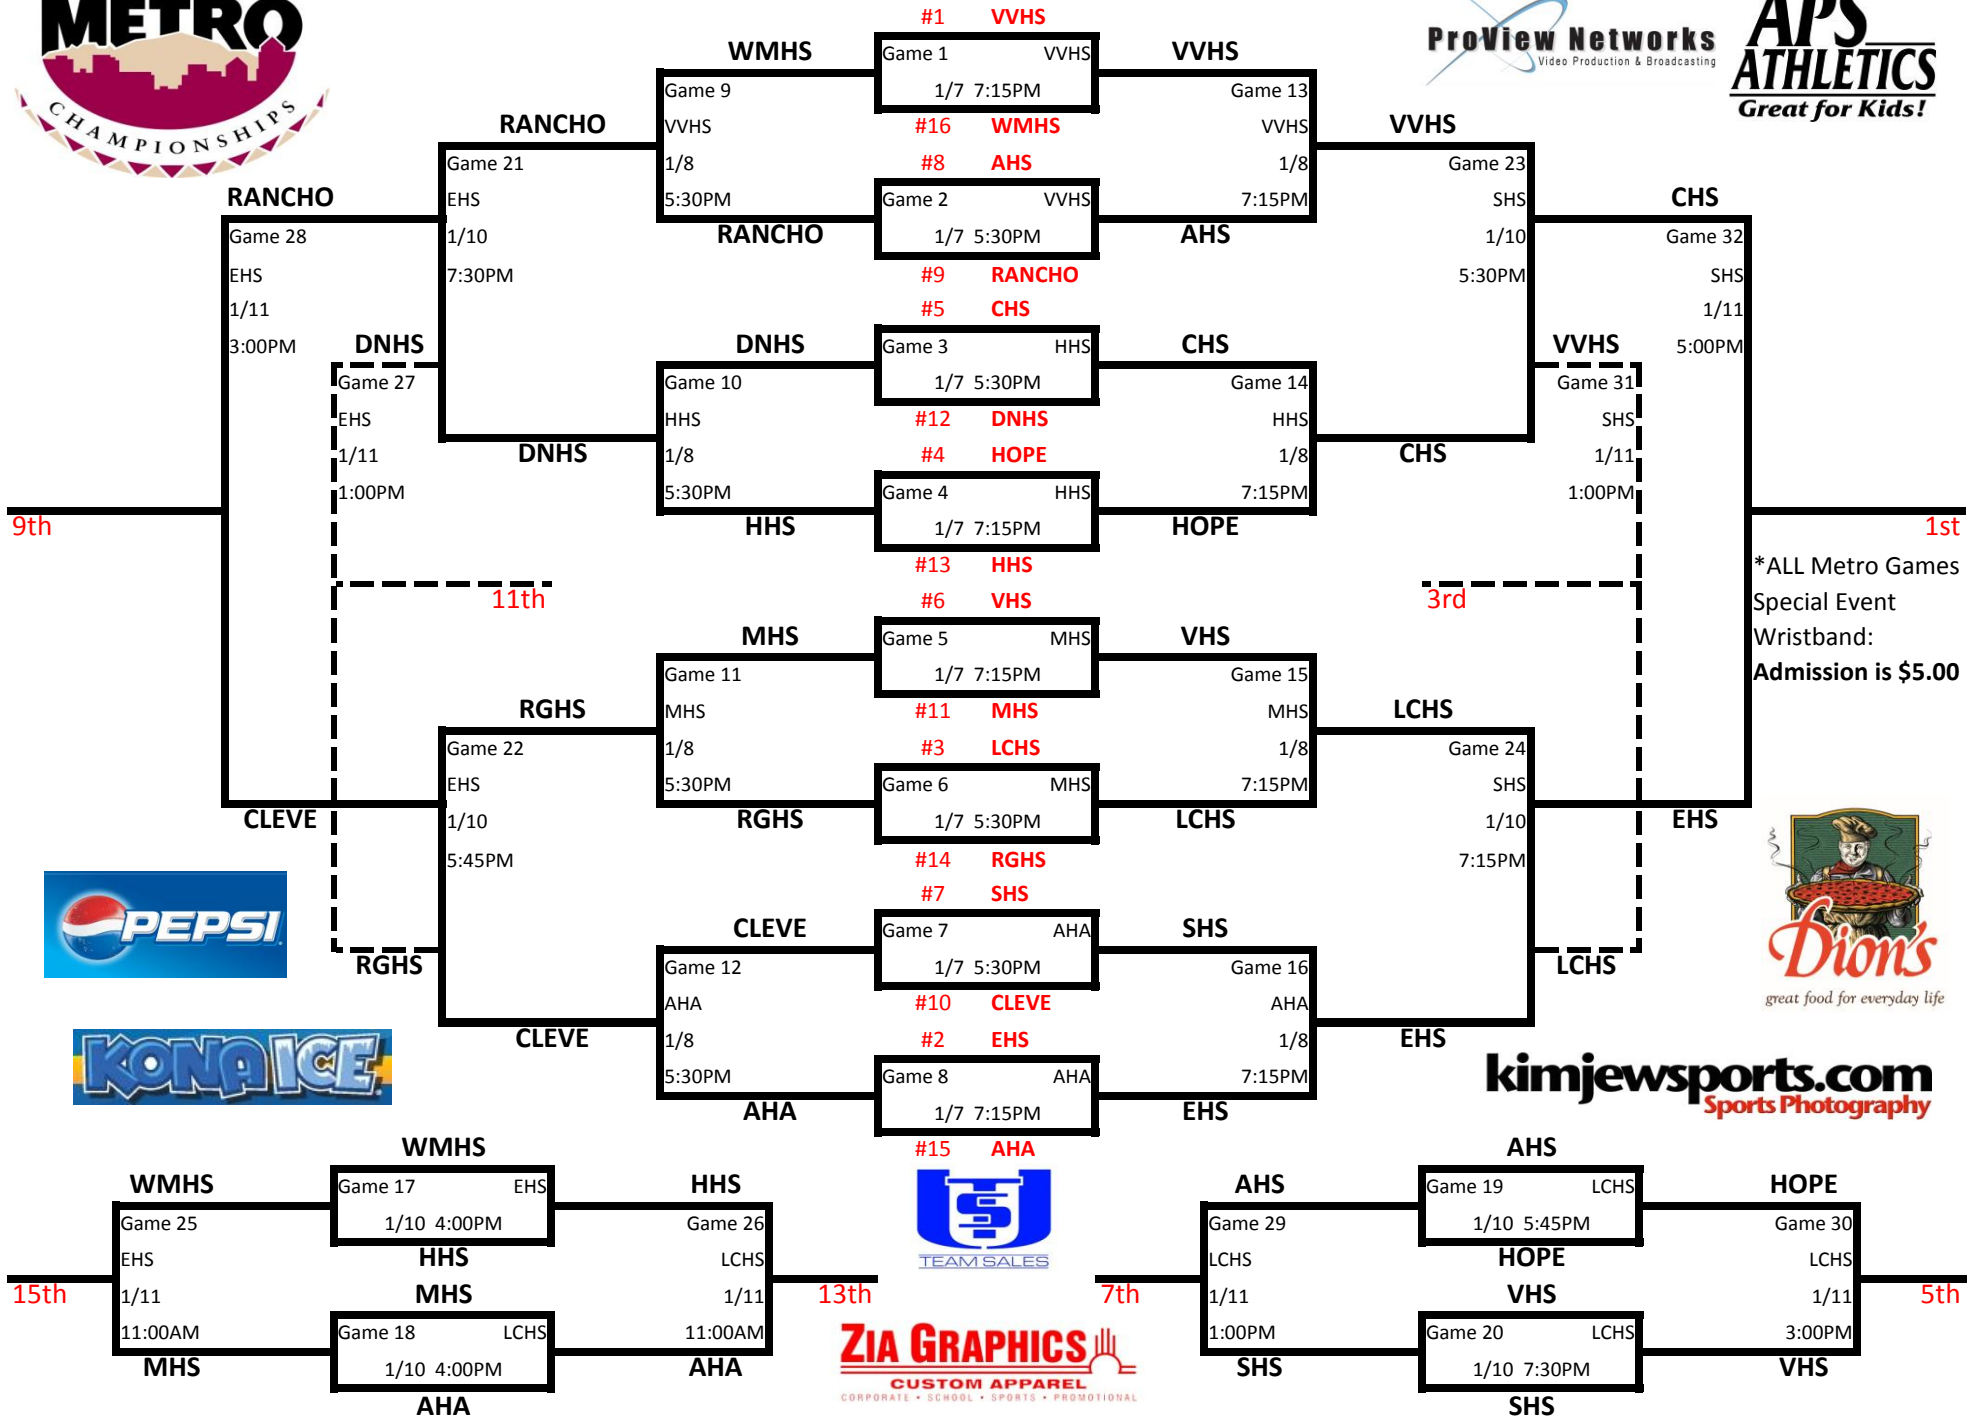 METRO
CHAMPIONSHIPS
ProView Networks
Video Production & Broadcasting
APS
ATHLETICS
Great for Kids!
#1 VVHS
WMHS
Game 1 VVHS
1/7 7:15PM
VVHS
#16 WMHS
Game 9
VVHS
1/8
5:30PM
Game 13
VVHS
1/8
7:15PM
RANCHO
VVHS
#8 AHS
Game 2 VVHS
1/7 5:30PM
RANCHO
AHS
#9 RANCHO
Game 21
EHS
1/10
7:30PM
Game 23
SHS
1/10
5:30PM
RANCHO
CHS
Game 28
EHS
1/11
3:00PM
Game 32
SHS
1/11
5:00PM
#5 CHS
DNHS
Game 3 HHS
1/7 5:30PM
CHS
#12 DNHS
DNHS
Game 27
EHS
1/11
1:00PM
VVHS
Game 31
SHS
1/11
1:00PM
Game 10
HHS
1/8
5:30PM
Game 14
HHS
1/8
7:15PM
DNHS
CHS
#4 HOPE
Game 4 HHS
1/7 7:15PM
HHS
HOPE
#13 HHS
9th
1st
11th
3rd
*ALL Metro Games
Special Event
Wristband:
Admission is $5.00
#6 VHS
MHS
Game 5 MHS
1/7 7:15PM
VHS
#11 MHS
Game 11
MHS
1/8
5:30PM
Game 15
MHS
1/8
7:15PM
RGHS
LCHS
#3 LCHS
Game 6 MHS
1/7 5:30PM
RGHS
LCHS
#14 RGHS
Game 22
EHS
1/10
5:45PM
Game 24
SHS
1/10
7:15PM
CLEVE
EHS
#7 SHS
CLEVE
Game 7 AHA
1/7 5:30PM
SHS
#10 CLEVE
RGHS
LCHS
Game 12
AHA
1/8
5:30PM
Game 16
AHA
1/8
7:15PM
CLEVE
EHS
#2 EHS
Game 8 AHA
1/7 7:15PM
AHA
EHS
#15 AHA
PEPSI
KONA ICE
Dion's
great food for everyday life
kimjewsports.com
Sports Photography
WMHS
WMHS
Game 17 EHS
1/10 4:00PM
HHS
HHS
Game 25
EHS
1/11
11:00AM
Game 26
LCHS
1/11
11:00AM
15th
13th
MHS
Game 18 LCHS
1/10 4:00PM
MHS
AHA
AHA
UST
TEAM SALES
ZIA GRAPHICS
CUSTOM APPAREL
CORPORATE • SCHOOL • SPORTS • PROMOTIONAL
AHS
AHS
Game 19 LCHS
1/10 5:45PM
HOPE
HOPE
Game 29
LCHS
1/11
1:00PM
Game 30
LCHS
1/11
3:00PM
7th
5th
VHS
Game 20 LCHS
1/10 7:30PM
SHS
VHS
SHS